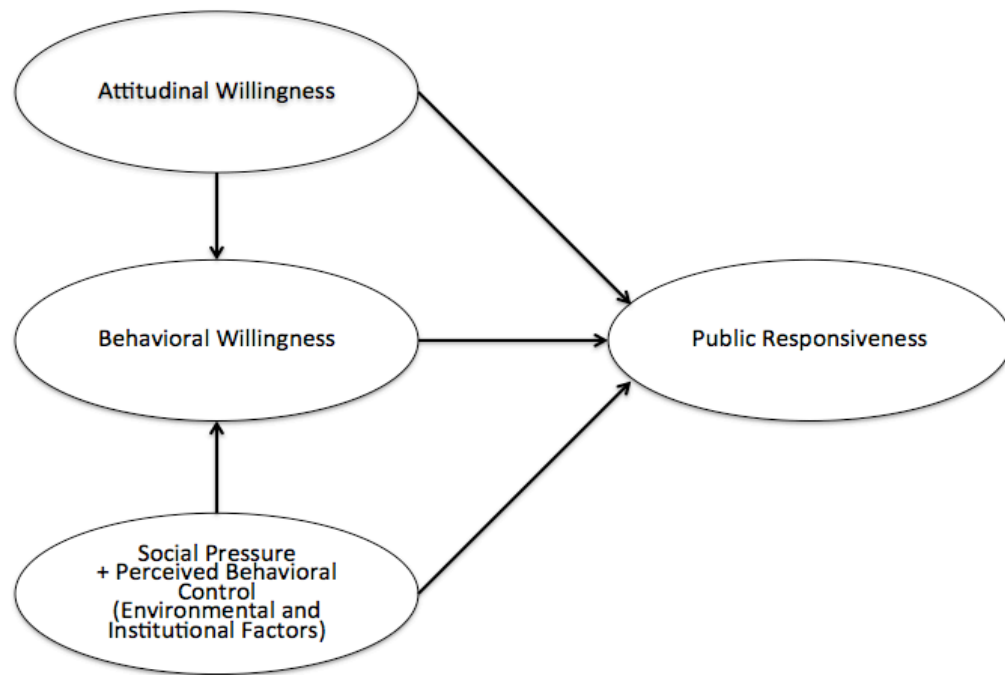 Attitudinal Willingness
Behavioral Willingness
Public Responsiveness
Social Pressure
+ Perceived Behavioral
Control
(Environmental and
Institutional Factors)